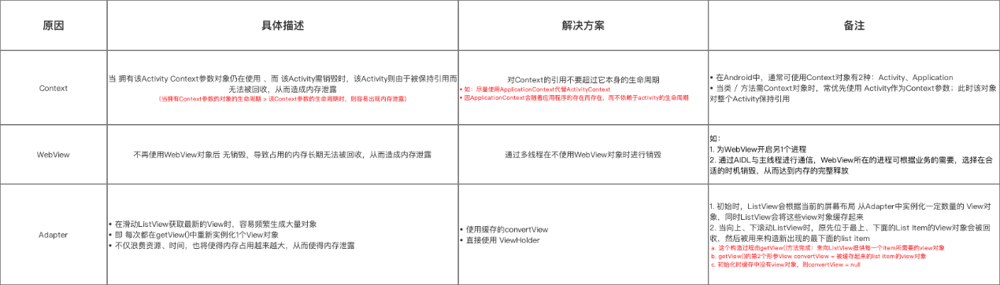 原因
具体描述
解决方案
备注
Context
当 拥有该Activity Context参数对象仍在使用 、而 该Activity需销毁时，该Activity则由于被保持引用而
无法被回收，从而造成内存泄露
（当拥有Context参数的对象的生命周期 > 该Context参数的生命周期时，则容易出现内存泄露）
对Context的引用不要超过它本身的生命周期
• 如：尽量使用ApplicationContext代替ActivityContext
• 因ApplicationContext会随着应用程序的存在而存在，而不依赖于activity的生命周期
• 在Android中，通常可使用Context对象有2种：Activity、Application
• 当类 / 方法需Context对象时，常优先使用 Activity作为Context参数；此时该对象
对整个Activity保持引用
WebView
不再使用WebView对象后 无销毁，导致占用的内存长期无法被回收，从而造成内存泄露
通过多线程在不使用WebView对象时进行销毁
如：
1. 为WebView开启另1个进程
2. 通过AIDL与主线程进行通信，WebView所在的进程可根据业务的需要，选择在合
适的时机销毁，从而达到内存的完整释放
Adapter
• 在滑动ListView获取最新的View时，容易频繁生成大量对象
• 即 每次都在getView()中重新实例化1个View对象
• 不仅浪费资源、时间，也将使得内存占用越来越大，从而使得内存泄露
• 使用缓存的convertView
• 直接使用 ViewHolder
1. 初始时，ListView会根据当前的屏幕布局 从Adapter中实例化一定数量的 View对
象，同时ListView会将这些view对象缓存起来
2. 当向上、下滚动ListView时，原先位于最上、下面的List Item的View对象会被回
收，然后被用来构造新出现的最下面的list item
a. 这个构造过程由getView()方法完成：来向ListView提供每一个item所需要的view对象
b. getView()的第2个形参View convertView = 被缓存起来的list item的view对象
c. 初始化时缓存中没有view对象，则convertView = null